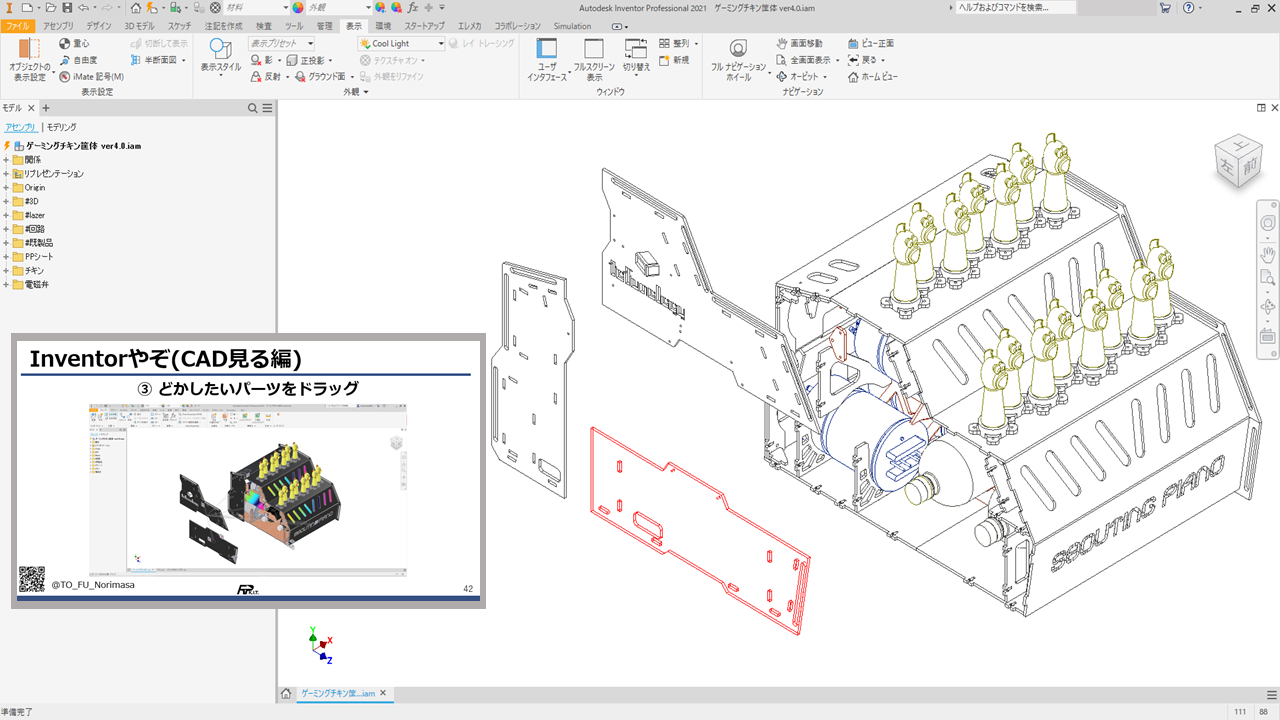 材料
外観
Autodesk Inventor Professional 2021 ゲーミングチキン筐体 ver4.0.iam
ヘルプおよびコマンドを検索...
ファイル アセンブリ デザイン 3D モデル スケッチ 注記を作成 検査 ツール 管理 表示 環境 スタートアップ エレメカ コラボレーション Simulation
オブジェクトの
表示設定
重心
自由度
iMate 記号(M)
切断して表示
半断面図
表示設定
表示スタイル
表示プリセット
影
反射
正投影
グラウンド面
Cool Light
テクスチャオン
外観をリファイン
レイ トレーシング
外観
ユーザ
インタフェース
フルスクリーン
表示
切り替え
整列
新規
ウィンドウ
フル ナビゲーション
ホイール
画面移動
全画面表示
オービット
ビュー正面
戻る
ホーム ビュー
ナビゲーション
モデル
アセンブリ モデリング
ゲーミングチキン筐体 ver4.0.iam
関係
リプレゼンテーション
Origin
#3D
#lazer
#回路
#既製品
PPシート
チキン
電磁弁
Inventorやぞ(CAD見る編)
③ どかしたいパーツをドラッグ
@TO_FU_Norimasa
42
上
左
前
SHOUTING PIANO
Y
X
Z
ゲーミングチキン筐...iam
準備完了
111
88